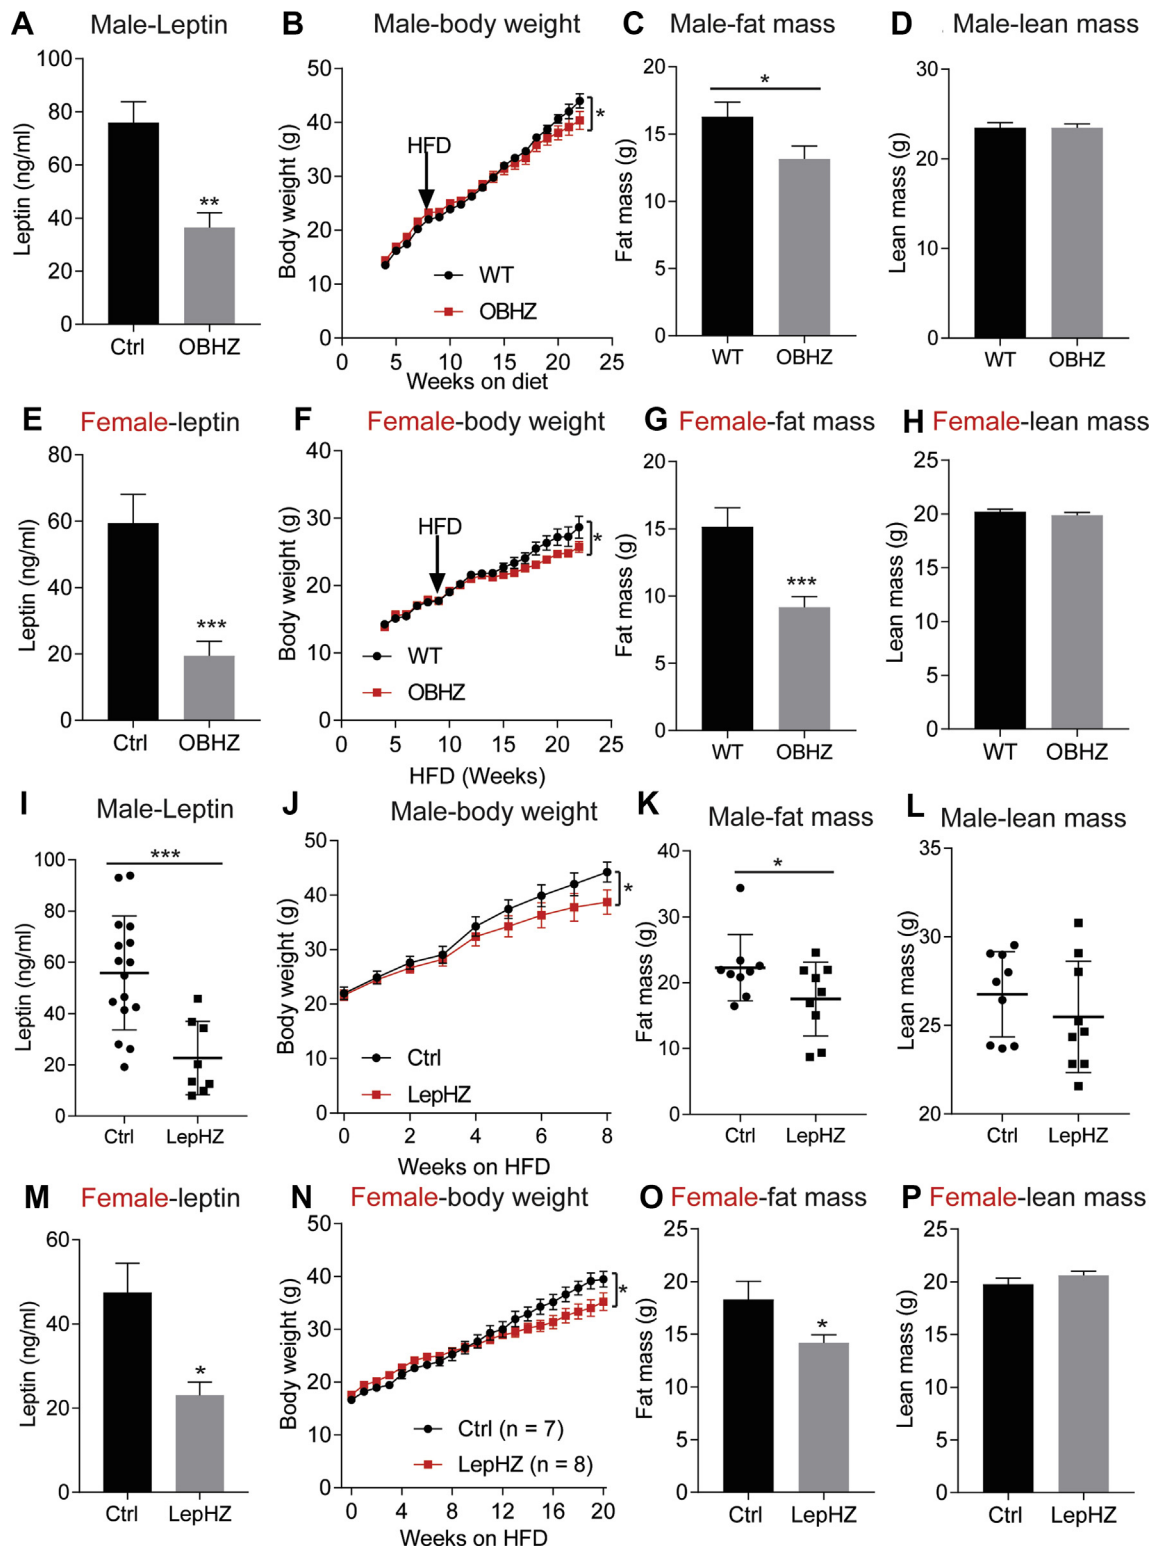 A Male-Leptin
Leptin (ng/ml)
100
80
60
40
20
0
**
Ctrl OBHZ
B Male-body weight
Body weight (g)
50
40
30
20
10
0
HFD
*
WT
OBHZ
0 5 10 15 20 25
Weeks on diet
C Male-fat mass
Fat mass (g)
20
15
10
5
0
*
WT OBHZ
D Male-lean mass
Lean mass (g)
30
20
10
0
WT OBHZ
E Female-leptin
Leptin (ng/ml)
80
60
40
20
0
***
Ctrl OBHZ
F Female-body weight
Body weight (g)
40
30
20
10
0
HFD
*
WT
OBHZ
0 5 10 15 20 25
HFD (Weeks)
G Female-fat mass
Fat mass (g)
20
15
10
5
0
***
WT OBHZ
H Female-lean mass
Lean mass (g)
25
20
15
10
5
0
WT OBHZ
I Male-Leptin
Leptin (ng/ml)
100
80
60
40
20
0
***
Ctrl LepHZ
J Male-body weight
Body weight (g)
50
40
30
20
10
0
*
Ctrl
LepHZ
0 2 4 6 8
Weeks on HFD
K Male-fat mass
Fat mass (g)
40
30
20
10
0
*
Ctrl LepHZ
L Male-lean mass
Lean mass (g)
35
30
25
20
Ctrl LepHZ
M Female-leptin
Leptin (ng/ml)
60
40
20
0
*
Ctrl LepHZ
N Female-body weight
Body weight (g)
50
40
30
20
10
0
*
Ctrl (n = 7)
LepHZ (n = 8)
0 4 8 12 16 20
Weeks on HFD
O Female-fat mass
Fat mass (g)
25
20
15
10
5
0
*
Ctrl LepHZ
P Female-lean mass
Lean mass (g)
25
20
15
10
5
0
Ctrl LepHZ